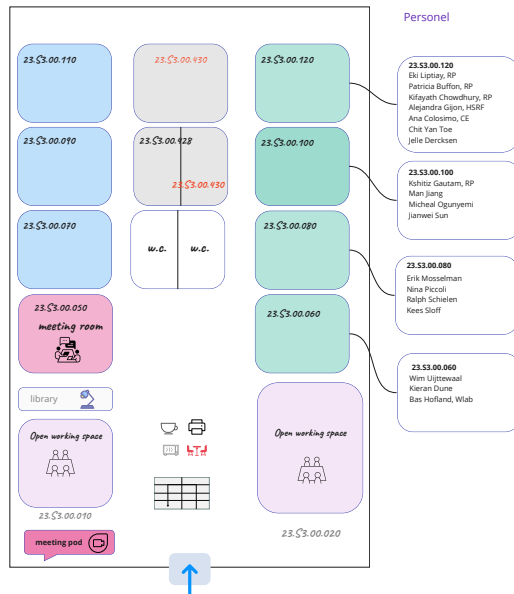 Personel
23.S3.00.110
23.S3.00.430
23.S3.00.120
23.S3.00.120
Eki Liptiay, RP
Patricia Buffon, RP
Kifayath Chowdhury, RP
Alejandra Gijon, HSRF
Ana Colosimo, CE
Chit Yan Toe
Jelle Dercksen
23.S3.00.090
23.S3.00.428
23.S3.00.430
23.S3.00.100
23.S3.00.100
Kshitiz Gautam, RP
Man Jiang
Micheal Ogunyemi
Jianwei Sun
23.S3.00.070
w.c.
w.c.
23.S3.00.080
23.S3.00.080
Erik Mosselman
Nina Piccoli
Ralph Schielen
Kees Sloff
23.S3.00.050
meeting room
23.S3.00.060
23.S3.00.060
Wim Uijttewaal
Kieran Dune
Bas Hofland, Wlab
library
Open working space
23.S3.00.010
Open working space
23.S3.00.020
meeting pod